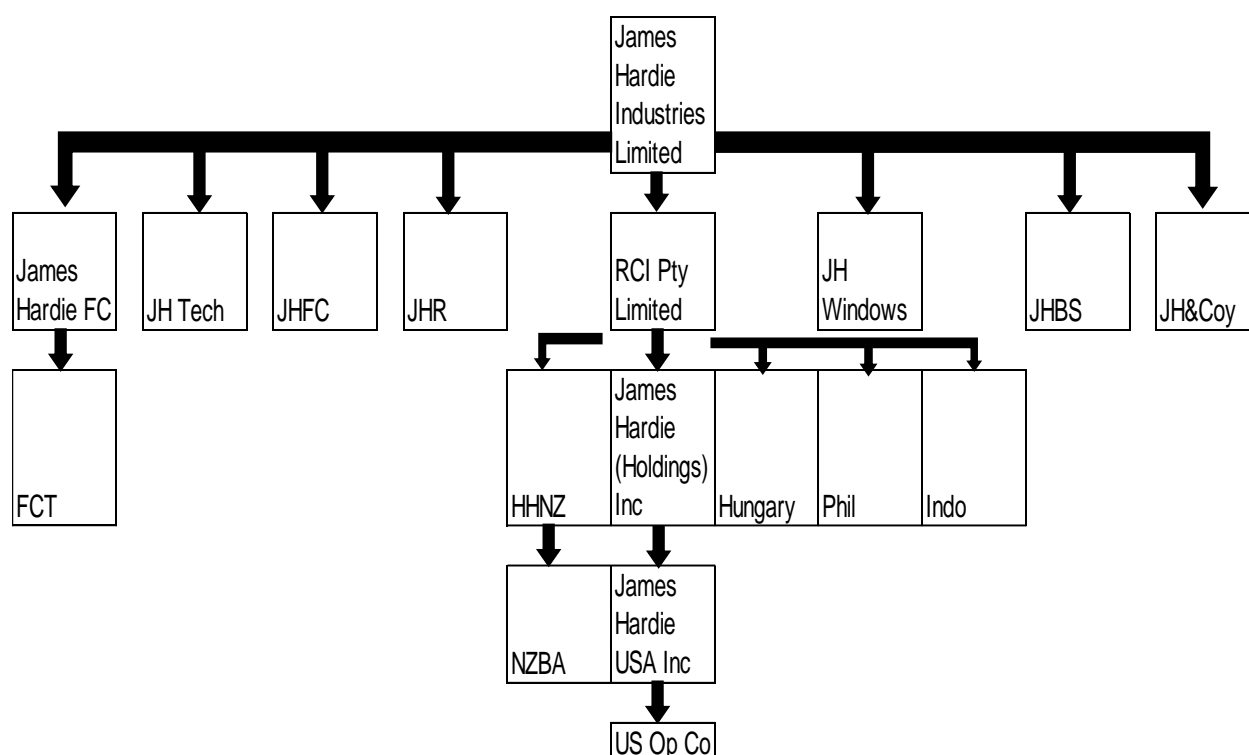 James
Hardie
Industries
Limited
James
Hardie FC
JH Tech
JHFC
JHR
RCI Pty
Limited
JH
Windows
JHBS
JH&Coy
FCT
HHNZ
James
Hardie
(Holdings)
Inc
Hungary
Phil
Indo
NZBA
James
Hardie
USA Inc
US Op Co